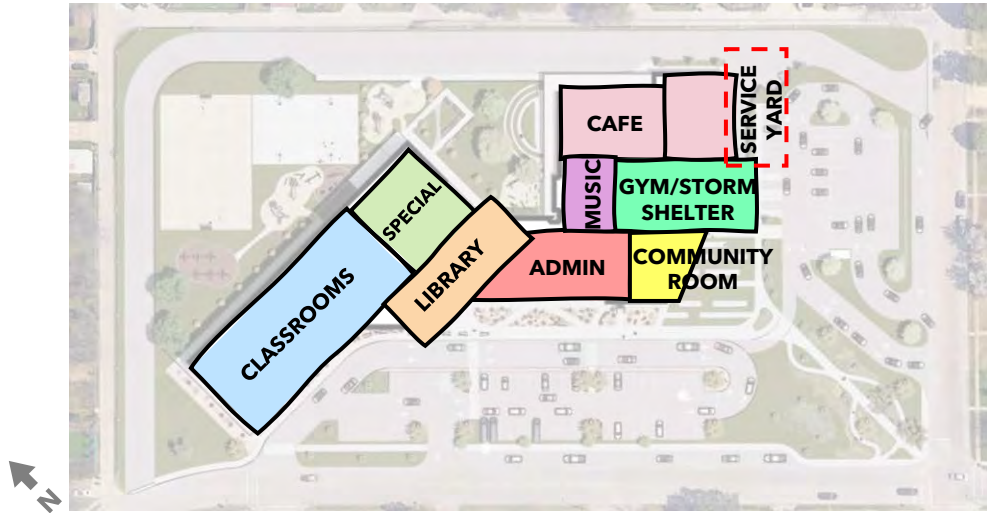 CAFE
SERVICE
YARD
SPECIAL
MUSIC
GYM/STORM
SHELTER
LIBRARY
ADMIN
COMMUNITY
ROOM
CLASSROOMS
N